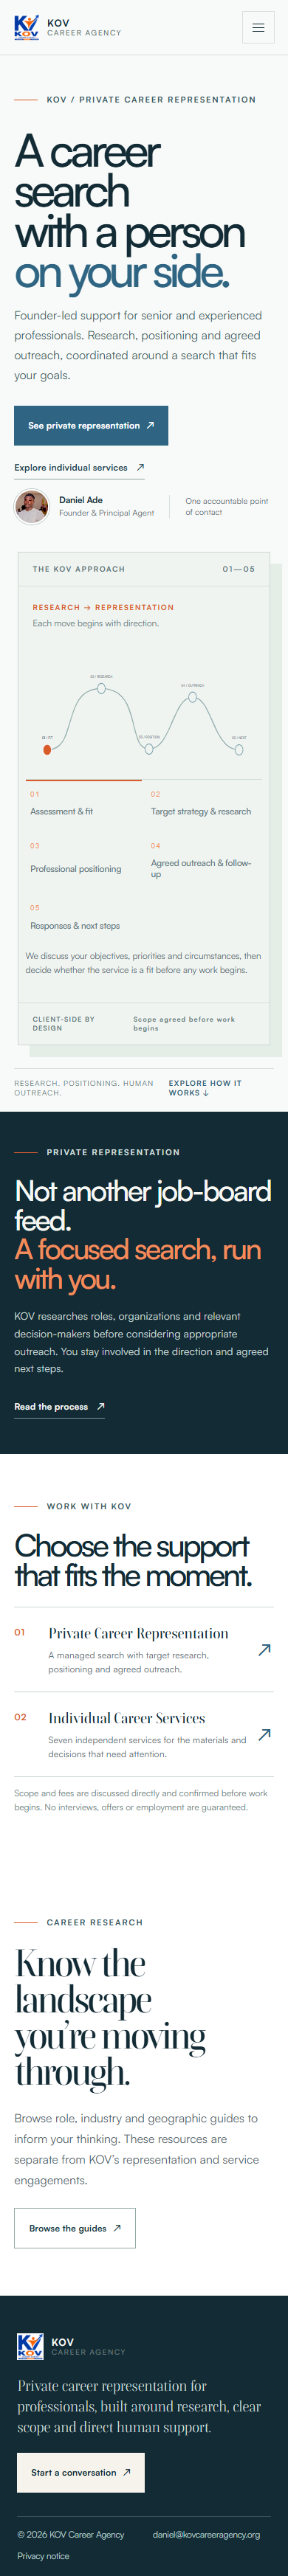 KOV
CAREER AGENCY
KOV / PRIVATE CAREER REPRESENTATION
A career
search
with a person
on your side.
Founder-led support for senior and experienced
professionals. Research, positioning and agreed
outreach, coordinated around a search that fits
your goals.
See private representation ↗
Explore individual services ↗
Daniel Ade
Founder & Principal Agent
One accountable point
of contact
THE KOV APPROACH
01—05
RESEARCH → REPRESENTATION
Each move begins with direction.
01
Assessment & fit
02
Target strategy & research
03
Professional positioning
04
Agreed outreach & follow-
up
05
Responses & next steps
We discuss your objectives, priorities and circumstances, then
decide whether the service is a fit before any work begins.
CLIENT-SIDE BY
DESIGN
Scope agreed before work
begins
RESEARCH. POSITIONING. HUMAN
OUTREACH.
EXPLORE HOW IT
WORKS ↓
PRIVATE REPRESENTATION
Not another job-board
feed.
A focused search, run
with you.
KOV researches roles, organizations and relevant
decision-makers before considering appropriate
outreach. You stay involved in the direction and agreed
next steps.
Read the process ↗
WORK WITH KOV
Choose the support
that fits the moment.
01
Private Career Representation
A managed search with target research,
positioning and agreed outreach.
02
Individual Career Services
Seven independent services for the materials and
decisions that need attention.
Scope and fees are discussed directly and confirmed before work
begins. No interviews, offers or employment are guaranteed.
CAREER RESEARCH
Know the
landscape
you're moving
through.
Browse role, industry and geographic guides to
inform your thinking. These resources are
separate from KOV's representation and service
engagements.
Browse the guides ↗
KOV
CAREER AGENCY
Private career representation for
professionals, built around research, clear
scope and direct human support.
Start a conversation ↗
© 2026 KOV Career Agency
daniel@kovcareeragency.org
Privacy notice